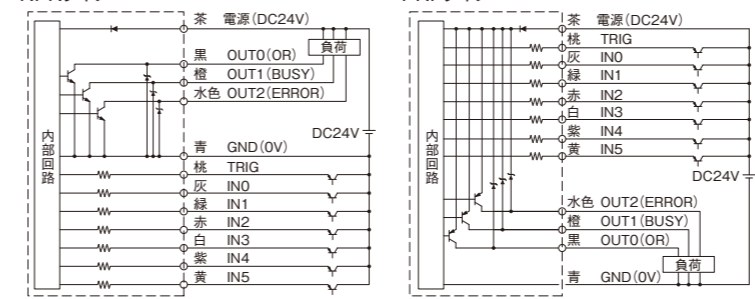 茶 電源(DC24V)
負荷
黒 OUT0(OR)
橙 OUT1(BUSY)
水色 OUT2(ERROR)
DC24V
内部回路
青 GND(0V)
桃 TRIG
灰 IN0
緑 IN1
赤 IN2
白 IN3
紫 IN4
黄 IN5
茶 電源(DC24V)
桃 TRIG
灰 IN0
緑 IN1
赤 IN2
白 IN3
紫 IN4
黄 IN5
内部回路
DC24V
水色 OUT2(ERROR)
橙 OUT1(BUSY)
黒 OUT0(OR)
負荷
青 GND(0V)